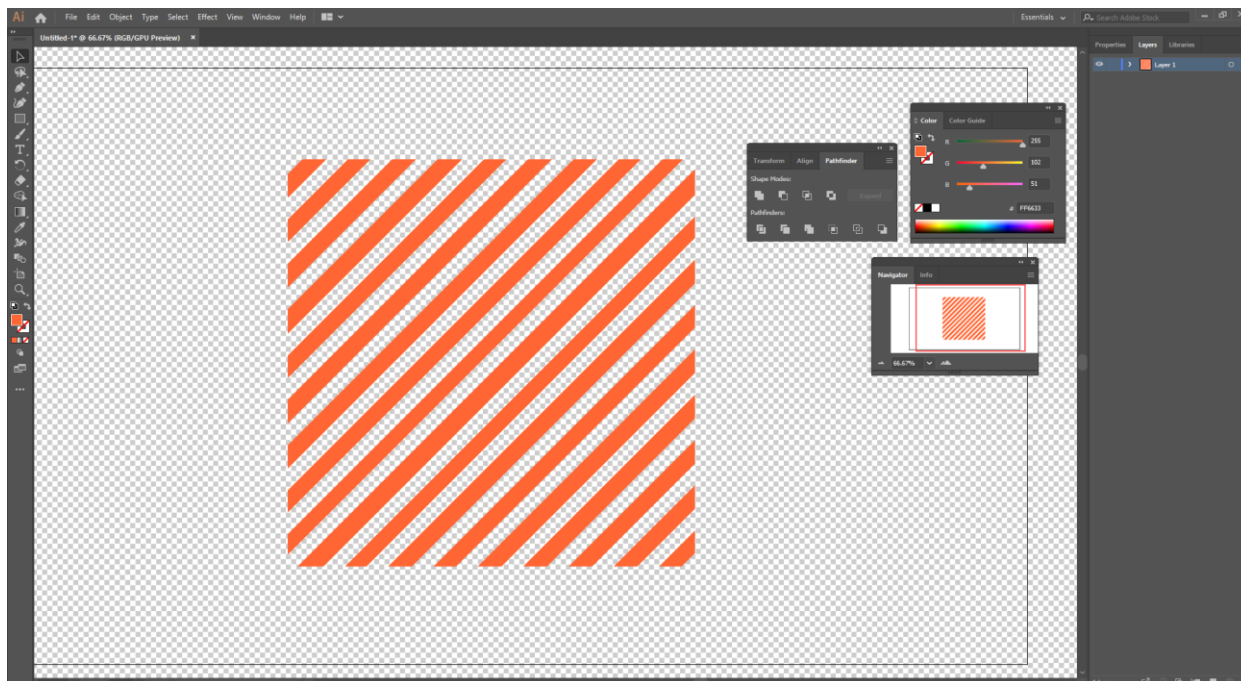 Ai File Edit Object Type Select Effect View Window Help Essentials Search Adobe Stock
Untitled-1* @ 66.67% (RGB/GPU Preview) ×
Properties Layers Libraries
Layer 1
Color Color Guide
R 255
G 102
B 51
# FF6633
Transform Align Pathfinder
Shape Modes:
Expand
Pathfinders:
Navigator Info
66.67%